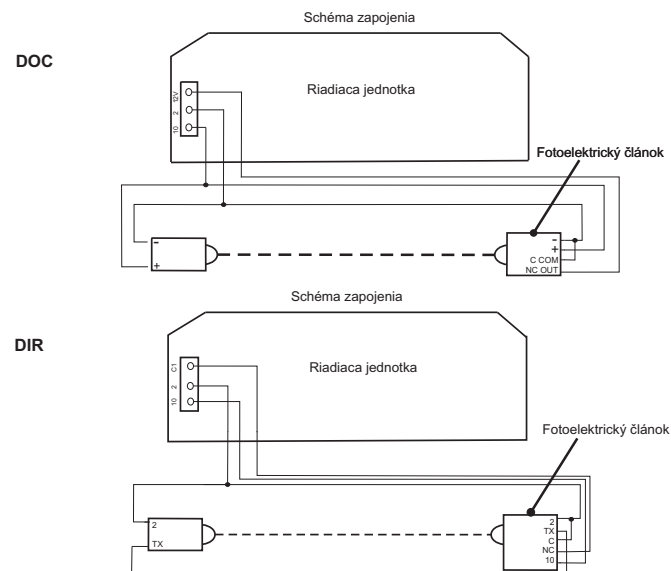 Schéma zapojenia
DOC
Riadiaca jednotka
12V
2
10
Fotoelektrický článok
-
+
-
+
C COM
NC OUT
Schéma zapojenia
DIR
Riadiaca jednotka
C1
2
10
Fotoelektrický článok
2
TX
2
TX
C
NC
10